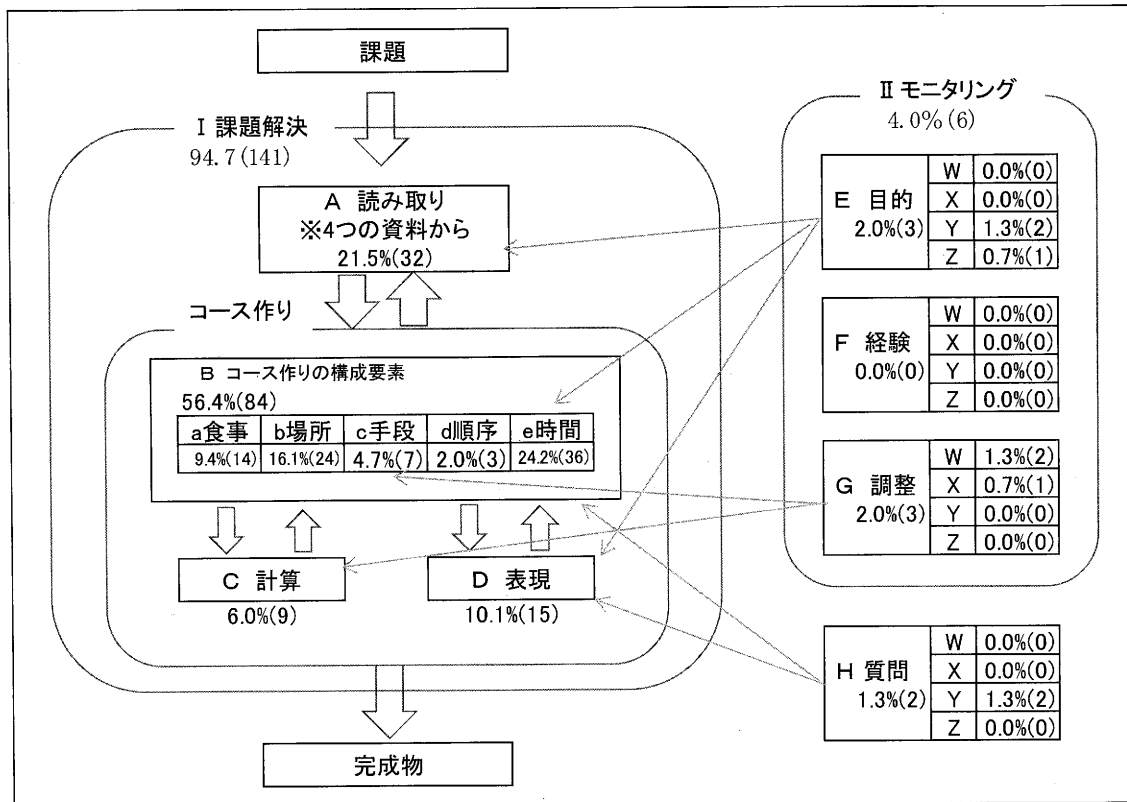 課題
Ⅰ 課題解決
94.7(141)
A 読み取り
※4つの資料から
21.5%(32)
コース作り
B コース作りの構成要素
56.4%(84)
a食事 b場所 c手段 d順序 e時間
9.4%(14) 16.1%(24) 4.7%(7) 2.0%(3) 24.2%(36)
C 計算
6.0%(9)
D 表現
10.1%(15)
完成物
Ⅱ モニタリング
4.0%(6)
E 目的
2.0%(3)
W 0.0%(0)
X 0.0%(0)
Y 1.3%(2)
Z 0.7%(1)
F 経験
0.0%(0)
W 0.0%(0)
X 0.0%(0)
Y 0.0%(0)
Z 0.0%(0)
G 調整
2.0%(3)
W 1.3%(2)
X 0.7%(1)
Y 0.0%(0)
Z 0.0%(0)
H 質問
1.3%(2)
W 0.0%(0)
X 0.0%(0)
Y 1.3%(2)
Z 0.0%(0)